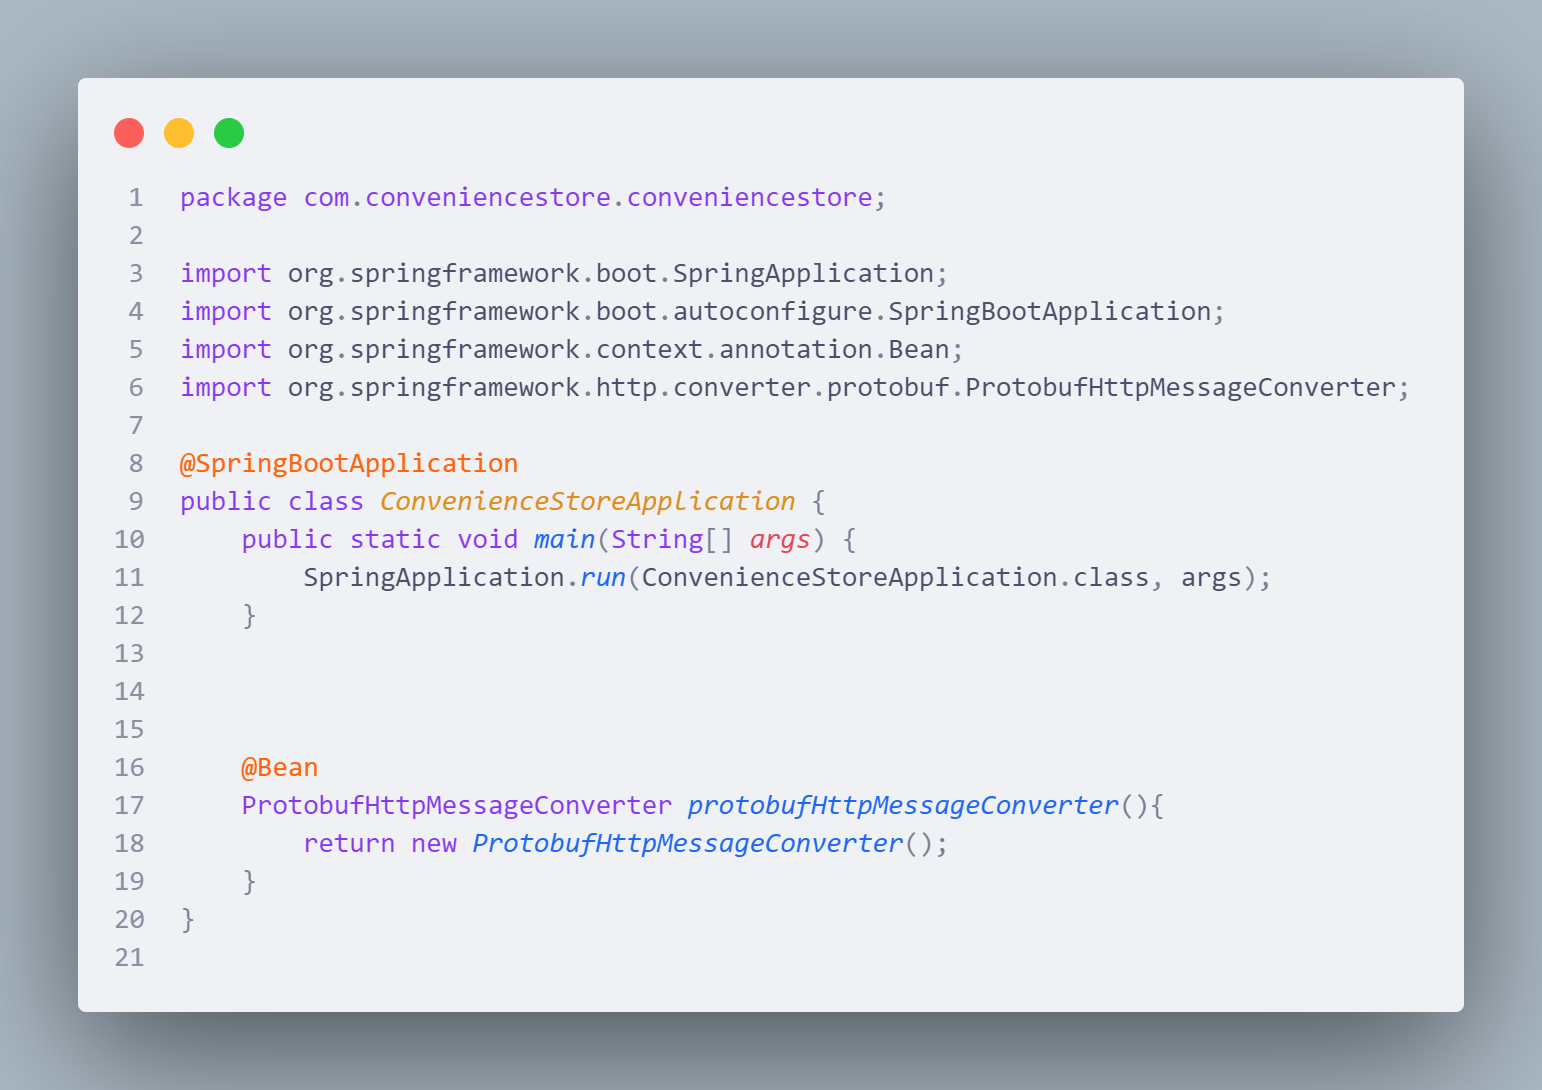 1 package com.conveniencestore.conveniencestore;
2
3 import org.springframework.boot.SpringApplication;
4 import org.springframework.boot.autoconfigure.SpringBootApplication;
5 import org.springframework.context.annotation.Bean;
6 import org.springframework.http.converter.protobuf.ProtobufHttpMessageConverter;
7
8 @SpringBootApplication
9 public class ConvenienceStoreApplication {
10     public static void main(String[] args) {
11         SpringApplication.run(ConvenienceStoreApplication.class, args);
12     }
13
14
15
16     @Bean
17     ProtobufHttpMessageConverter protobufHttpMessageConverter(){
18         return new ProtobufHttpMessageConverter();
19     }
20 }
21